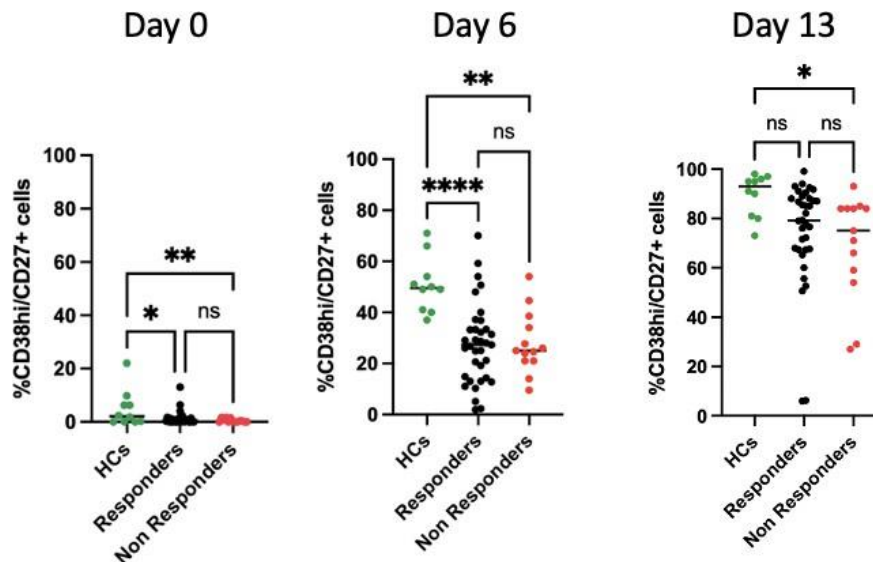 Day 0
%CD38hi/CD27+ cells
100
80
60
40
20
0
**
*
ns
HCs
Responders
Non Responders
Day 6
%CD38hi/CD27+ cells
100
80
60
40
20
0
**
ns
****
HCs
Responders
Non Responders
Day 13
%CD38hi/CD27+ cells
100
80
60
40
20
0
*
ns
ns
HCs
Responders
Non Responders